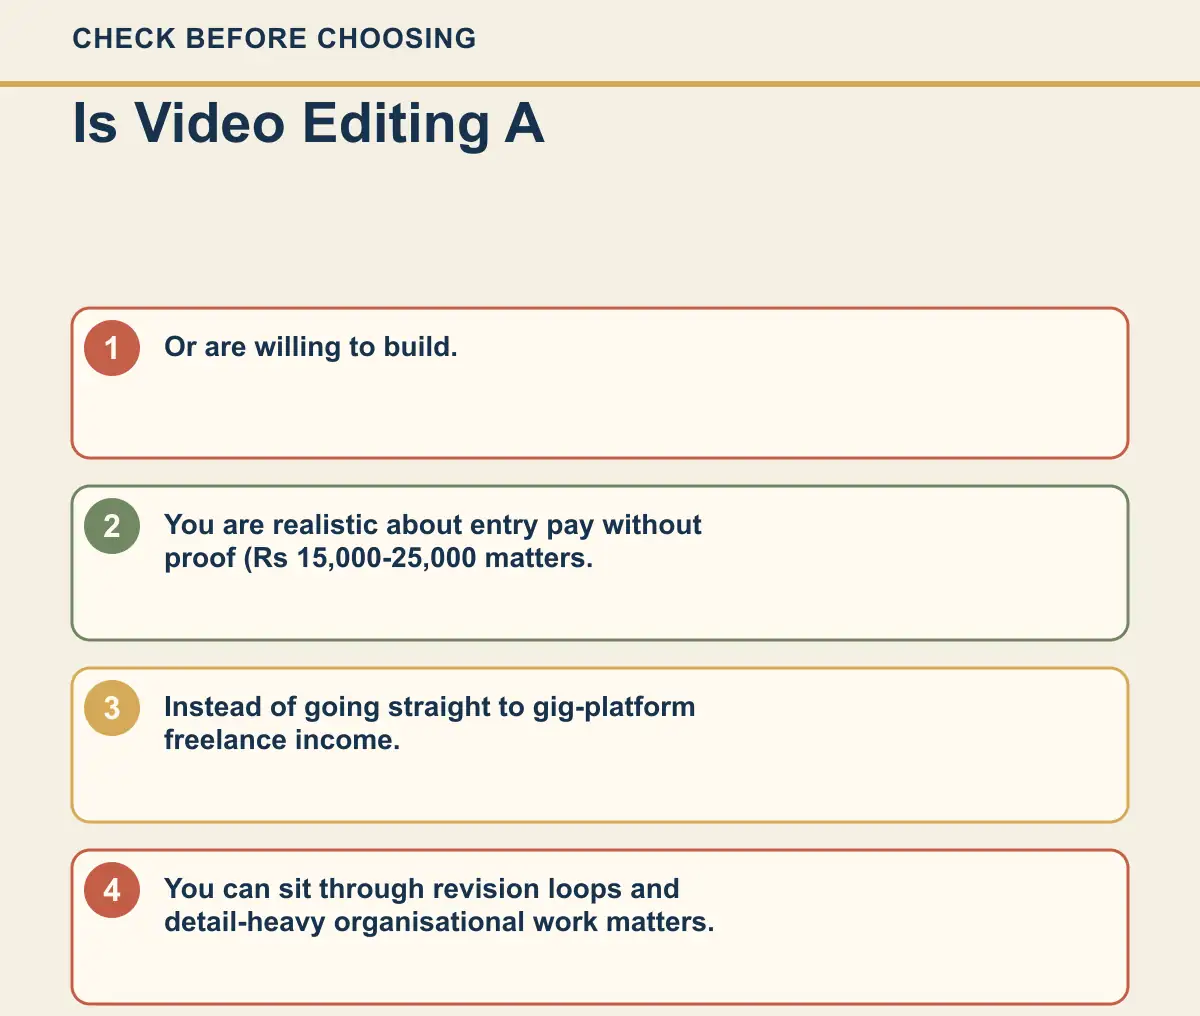 CHECK BEFORE CHOOSING
Is Video Editing A
1
Or are willing to build.
2
You are realistic about entry pay without
proof (Rs 15,000-25,000 matters.
3
Instead of going straight to gig-platform
freelance income.
4
You can sit through revision loops and
detail-heavy organisational work matters.